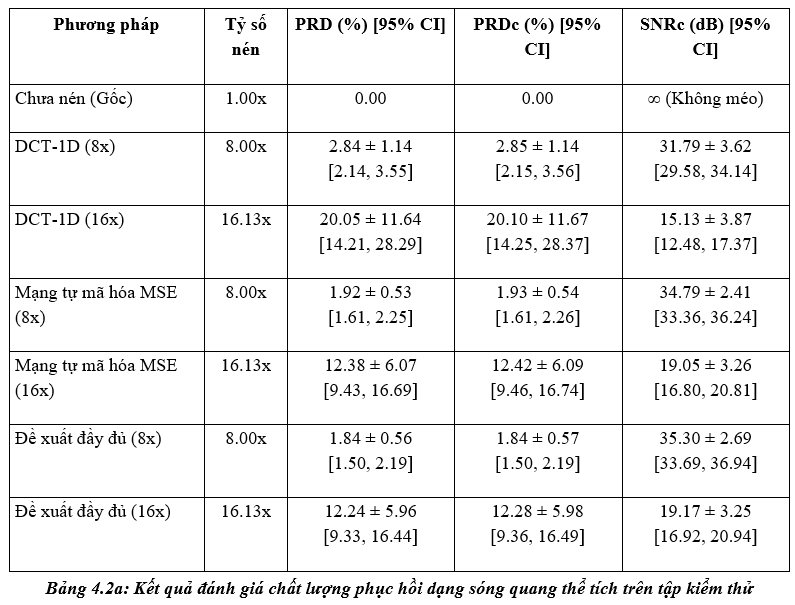 Phương pháp
Tỷ số
nén
PRD (%) [95% CI]
PRDc (%) [95%
CI]
SNRc (dB) [95%
CI]
Chưa nén (Gốc)
1.00x
0.00
0.00
∞ (Không méo)
DCT-1D (8x)
8.00x
2.84 ± 1.14
[2.14, 3.55]
2.85 ± 1.14
[2.15, 3.56]
31.79 ± 3.62
[29.58, 34.14]
DCT-1D (16x)
16.13x
20.05 ± 11.64
[14.21, 28.29]
20.10 ± 11.67
[14.25, 28.37]
15.13 ± 3.87
[12.48, 17.37]
Mạng tự mã hóa MSE
(8x)
8.00x
1.92 ± 0.53
[1.61, 2.25]
1.93 ± 0.54
[1.61, 2.26]
34.79 ± 2.41
[33.36, 36.24]
Mạng tự mã hóa MSE
(16x)
16.13x
12.38 ± 6.07
[9.43, 16.69]
12.42 ± 6.09
[9.46, 16.74]
19.05 ± 3.26
[16.80, 20.81]
Đề xuất đầy đủ (8x)
8.00x
1.84 ± 0.56
[1.50, 2.19]
1.84 ± 0.57
[1.50, 2.19]
35.30 ± 2.69
[33.69, 36.94]
Đề xuất đầy đủ (16x)
16.13x
12.24 ± 5.96
[9.33, 16.44]
12.28 ± 5.98
[9.36, 16.49]
19.17 ± 3.25
[16.92, 20.94]
Bảng 4.2a: Kết quả đánh giá chất lượng phục hồi dạng sóng quang thể tích trên tập kiểm thử